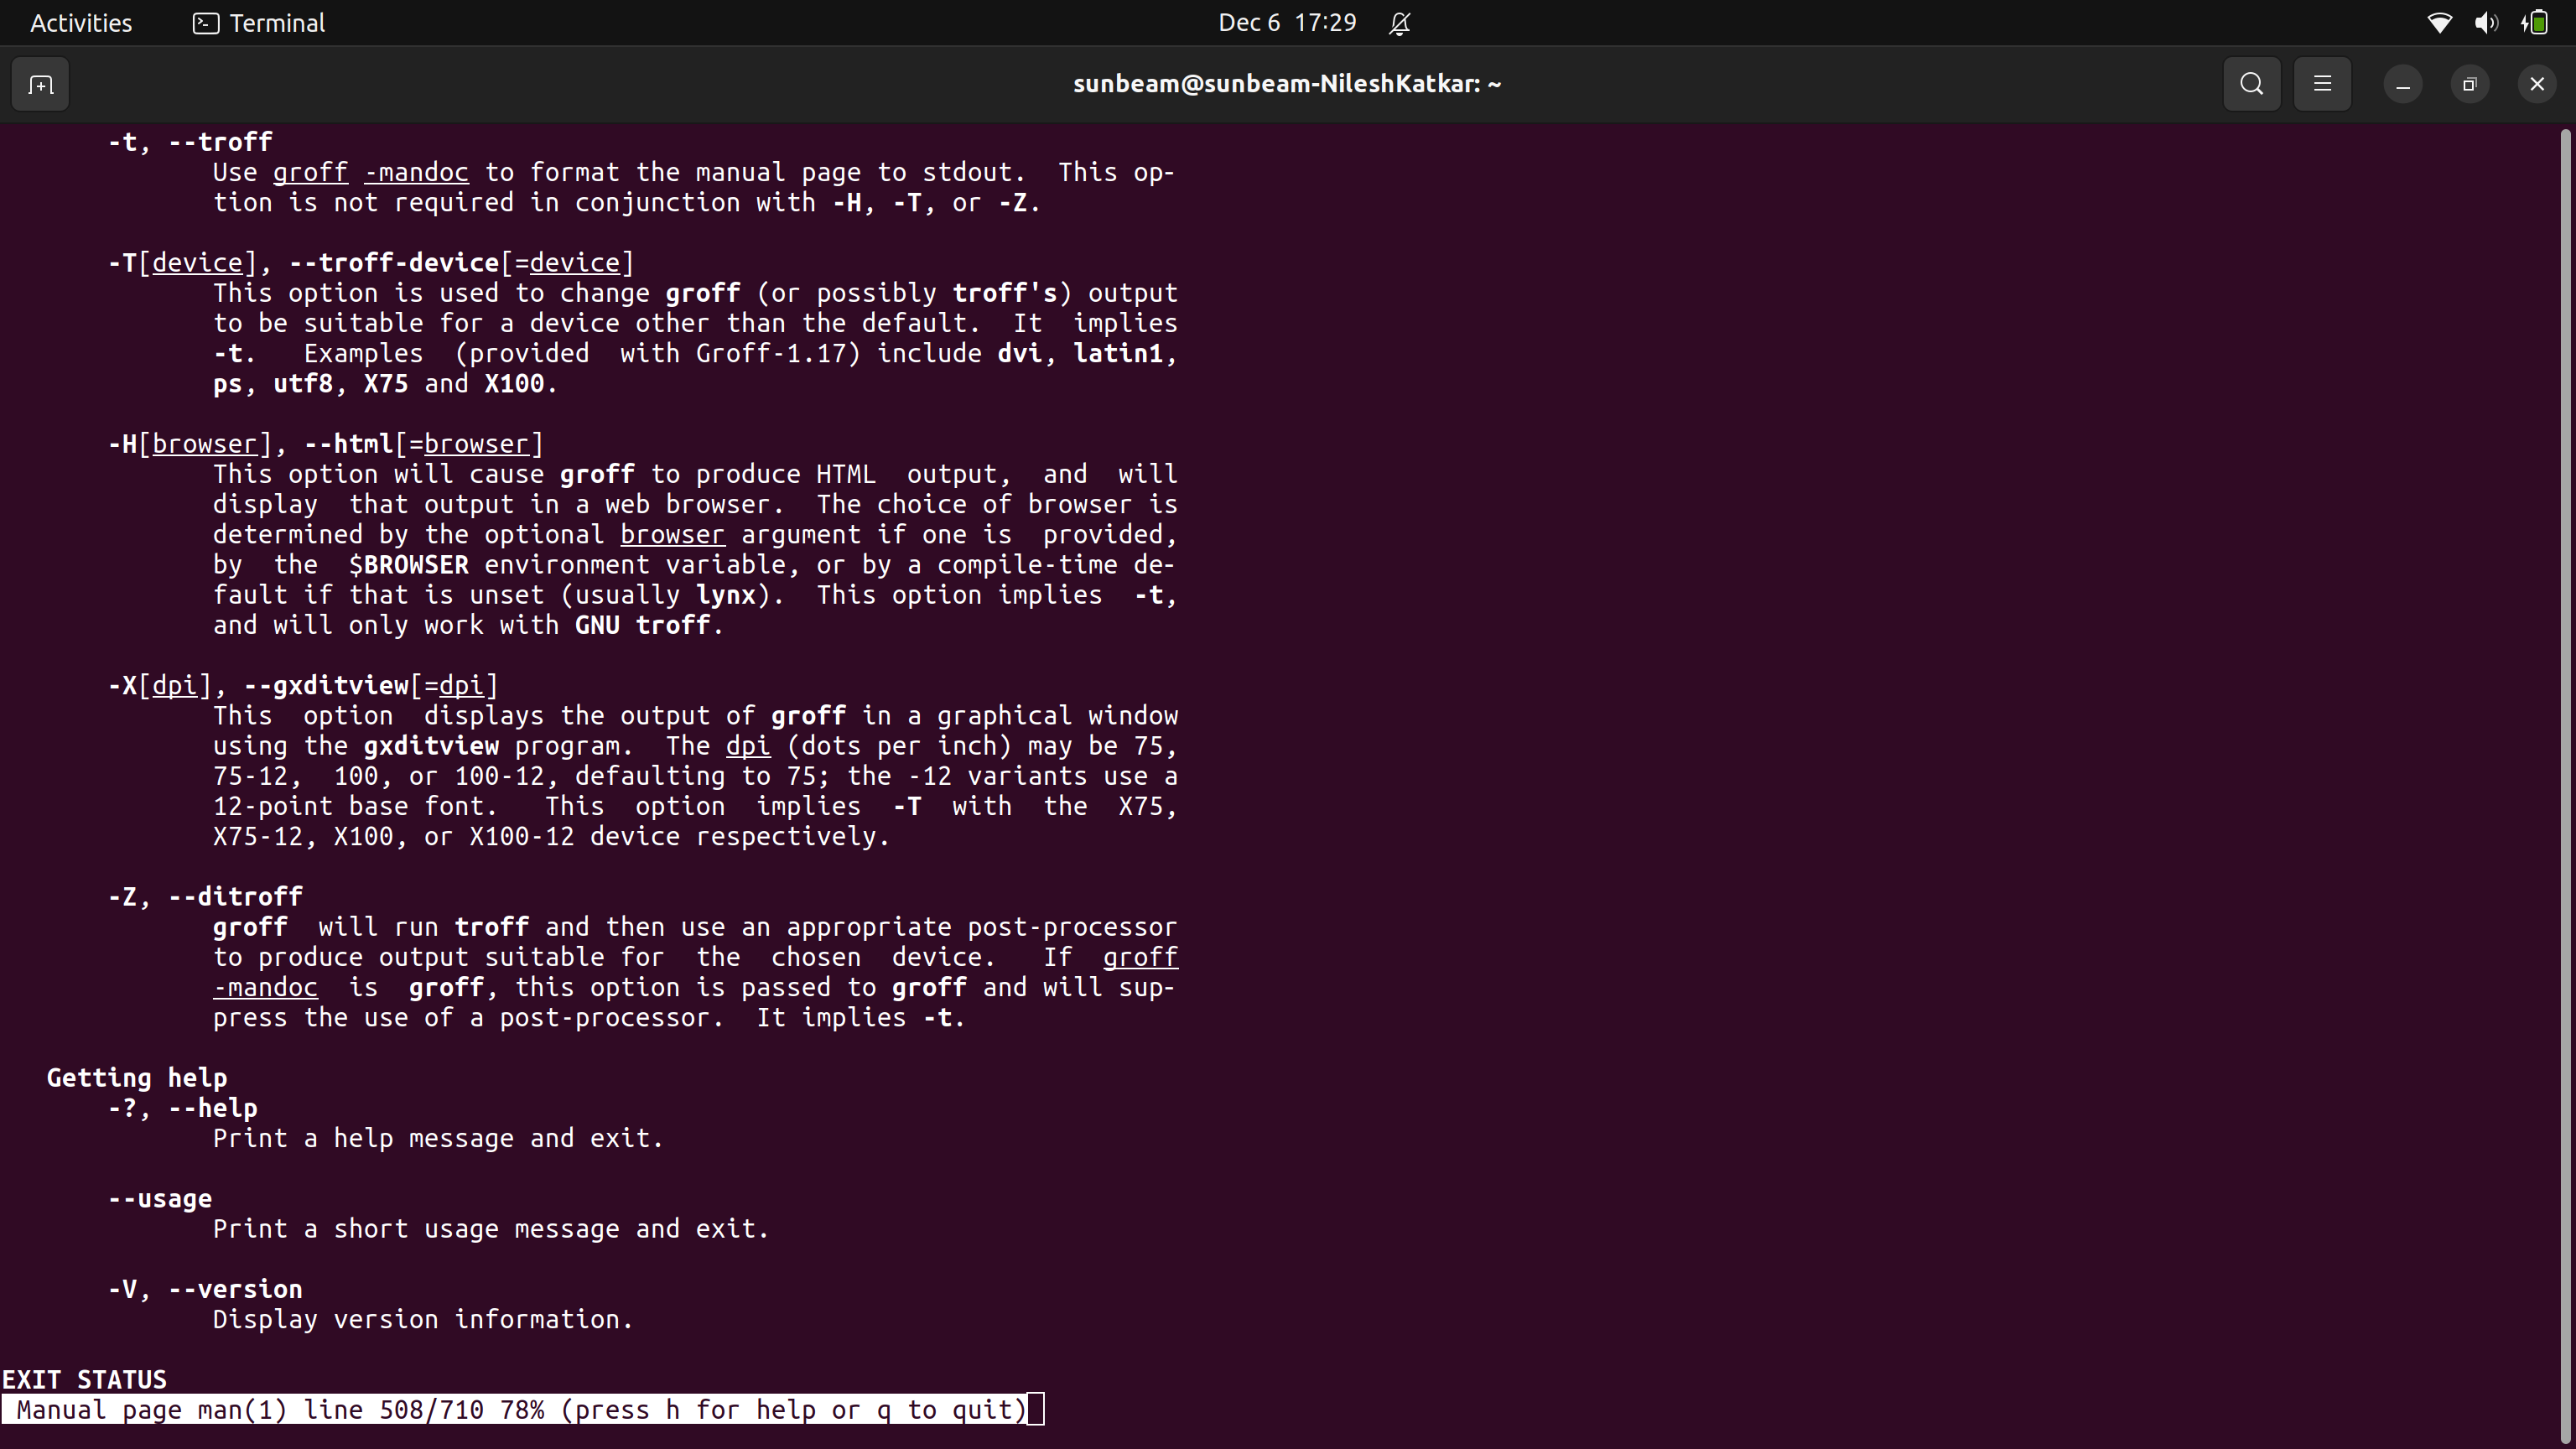 Activities Terminal Dec 6 17:29
sunbeam@sunbeam-NileshKatkar: ~
-t, --troff
Use groff -mandoc to format the manual page to stdout.  This op-
tion is not required in conjunction with -H, -T, or -Z.
-T[device], --troff-device[=device]
This option is used to change groff (or possibly troff's) output
to be suitable for a device other than the default.  It  implies
-t.   Examples  (provided  with Groff-1.17) include dvi, latin1,
ps, utf8, X75 and X100.
-H[browser], --html[=browser]
This option will cause groff to produce HTML  output,  and  will
display  that output in a web browser.  The choice of browser is
determined by the optional browser argument if one is  provided,
by  the  $BROWSER environment variable, or by a compile-time de-
fault if that is unset (usually lynx).  This option implies  -t,
and will only work with GNU troff.
-X[dpi], --gxditview[=dpi]
This  option  displays the output of groff in a graphical window
using the gxditview program.  The dpi (dots per inch) may be 75,
75-12,  100, or 100-12, defaulting to 75; the -12 variants use a
12-point base font.   This  option  implies  -T  with  the  X75,
X75-12, X100, or X100-12 device respectively.
-Z, --ditroff
groff  will run troff and then use an appropriate post-processor
to produce output suitable for  the  chosen  device.   If  groff
-mandoc  is  groff, this option is passed to groff and will sup-
press the use of a post-processor.  It implies -t.
Getting help
-?, --help
Print a help message and exit.
--usage
Print a short usage message and exit.
-V, --version
Display version information.
EXIT STATUS
Manual page man(1) line 508/710 78% (press h for help or q to quit)